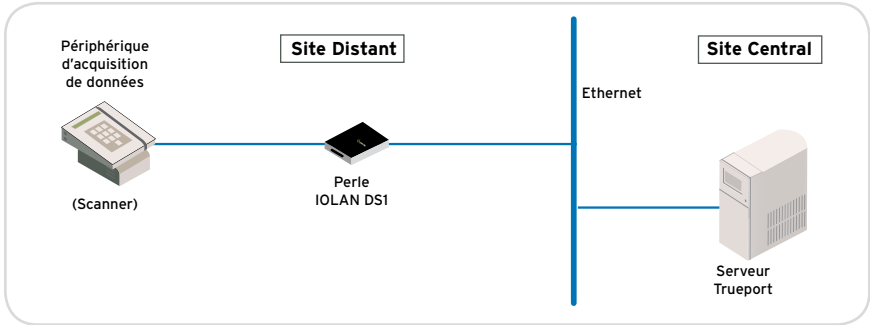 Périphérique
d'acquisition
de données
(Scanner)
Site Distant
Perle
IOLAN DS1
Ethernet
Site Central
Serveur
Trueport